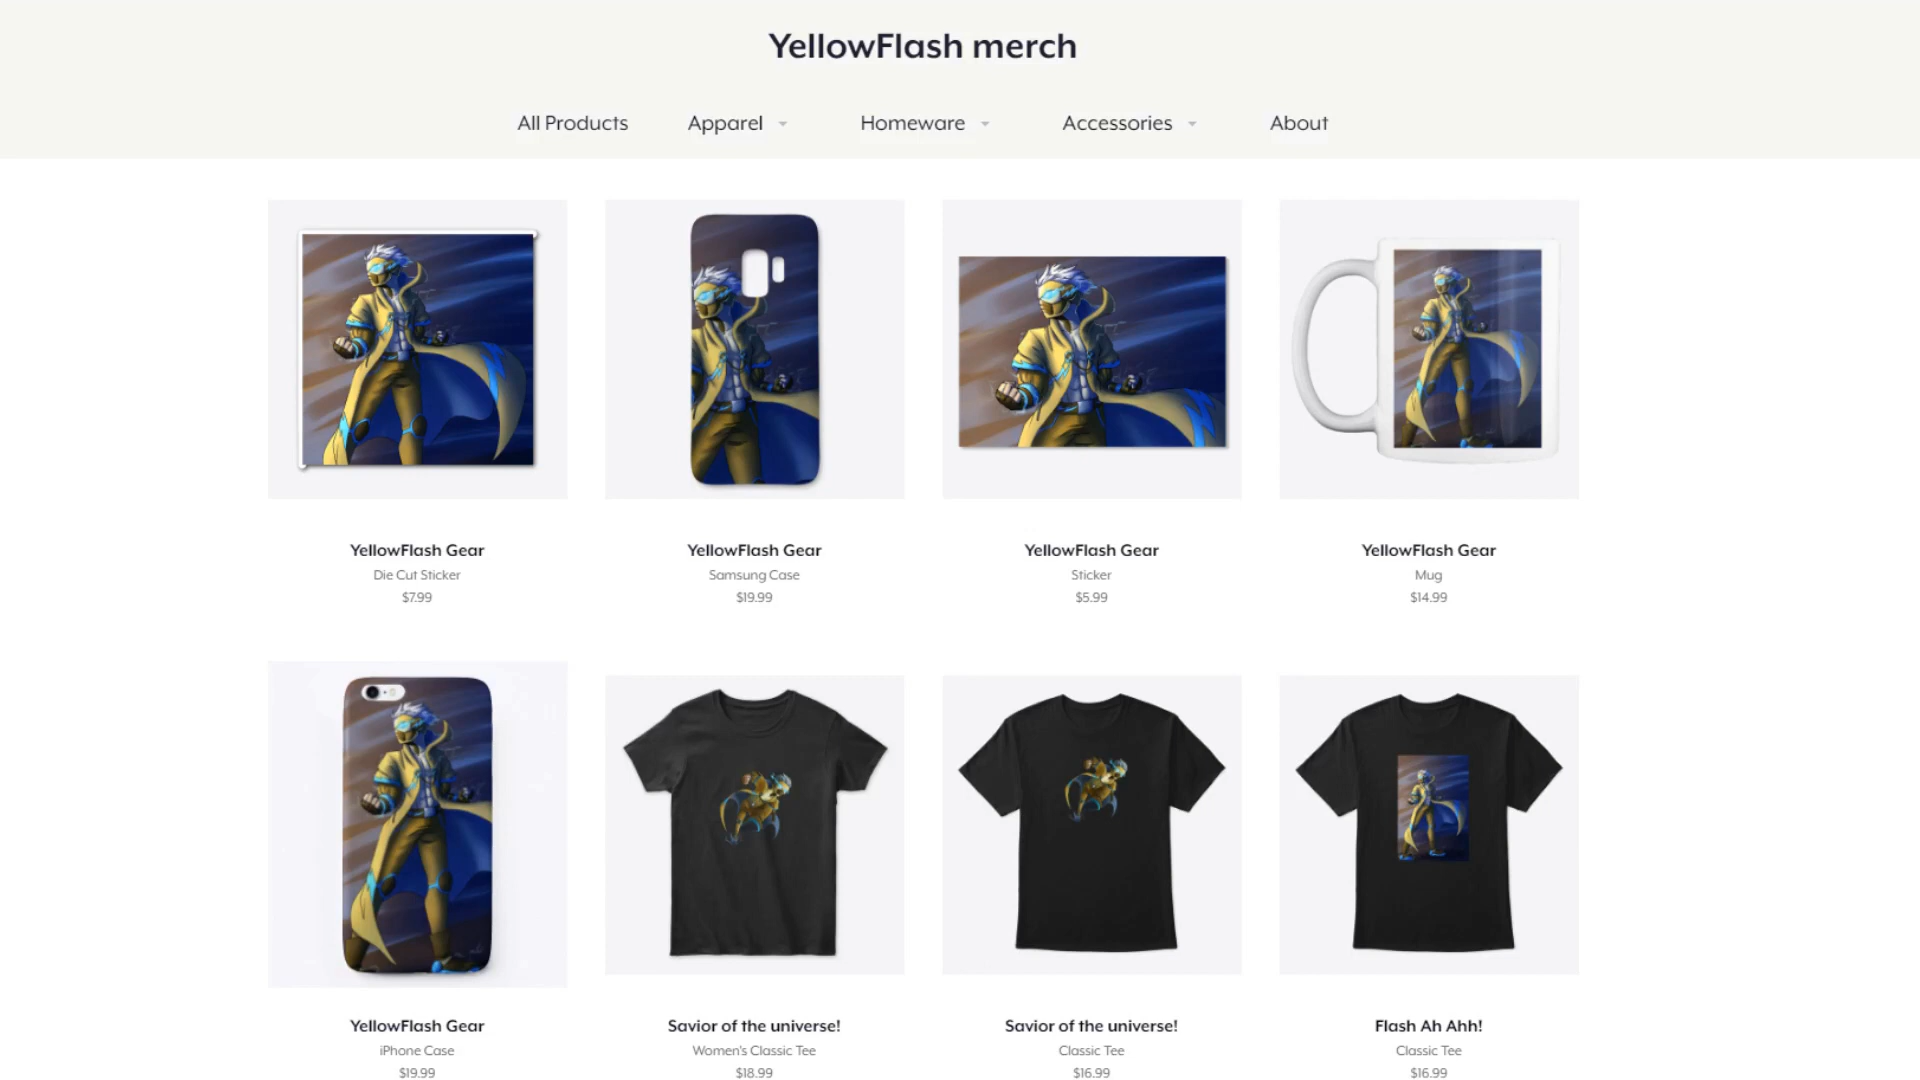 YellowFlash merch
All Products Apparel Homeware Accessories About
YellowFlash Gear
Die Cut Sticker
$7.99
YellowFlash Gear
Samsung Case
$19.99
YellowFlash Gear
Sticker
$5.99
YellowFlash Gear
Mug
$14.99
YellowFlash Gear
iPhone Case
$19.99
Savior of the universe!
Women's Classic Tee
$18.99
Savior of the universe!
Classic Tee
$16.99
Flash Ah Ahh!
Classic Tee
$16.99